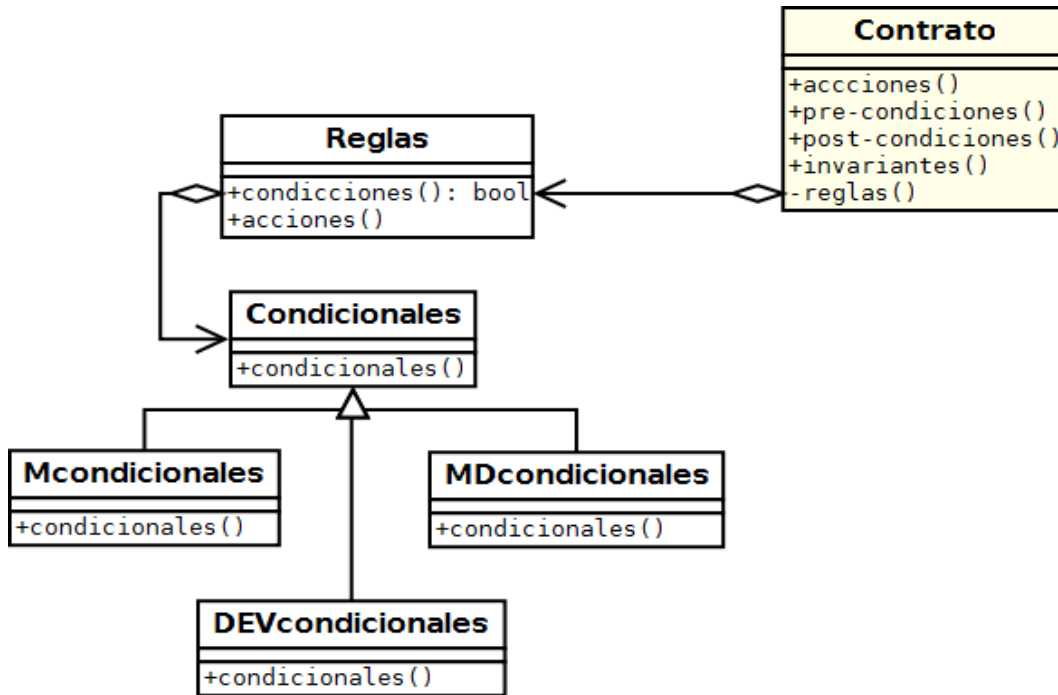 Contrato
+accciones()
+pre-condiciones()
+post-condiciones()
+invariantes()
-reglas()
Reglas
+condicciones(): bool
+acciones()
Condicionales
+condicionales()
Mcondicionales
+condicionales()
MDcondicionales
+condicionales()
DEVcondicionales
+condicionales()